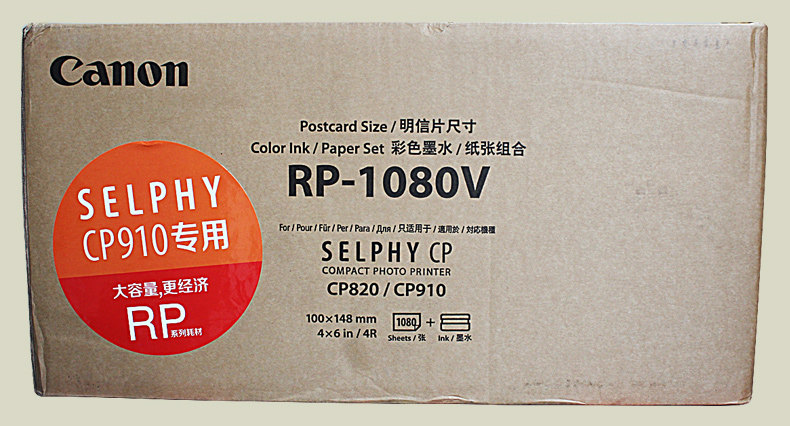 Canon
Postcard Size / 明信片尺寸
Color Ink / Paper Set 彩色墨水 / 纸张组合
RP-1080V
For / Pour / Für / Per / Para / Для / 只适用于 / 適用於 / 対応機種
SELPHY CP
COMPACT PHOTO PRINTER
CP820 / CP910
100×148 mm
4×6 in / 4R
1080
Sheets / 张
+
Ink / 墨水
SELPHY
CP910专用
大容量,更经济
RP系列耗材